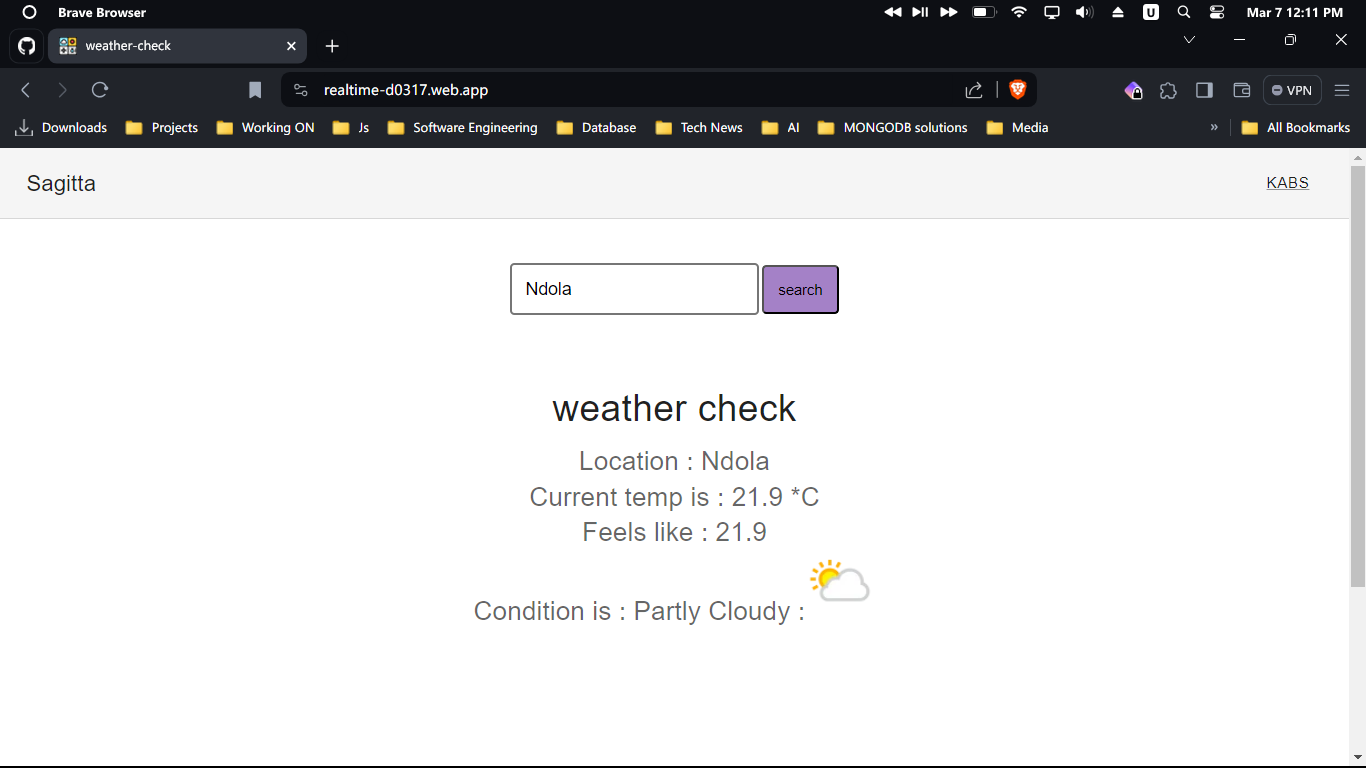 Brave Browser
U
Mar 7 12:11 PM
weather-check
realtime-d0317.web.app
VPN
Downloads
Projects
Working ON
Js
Software Engineering
Database
Tech News
AI
MONGODB solutions
Media
»
All Bookmarks
Sagitta
KABS
Ndola
search
weather check
Location : Ndola
Current temp is : 21.9 *C
Feels like : 21.9
Condition is : Partly Cloudy :